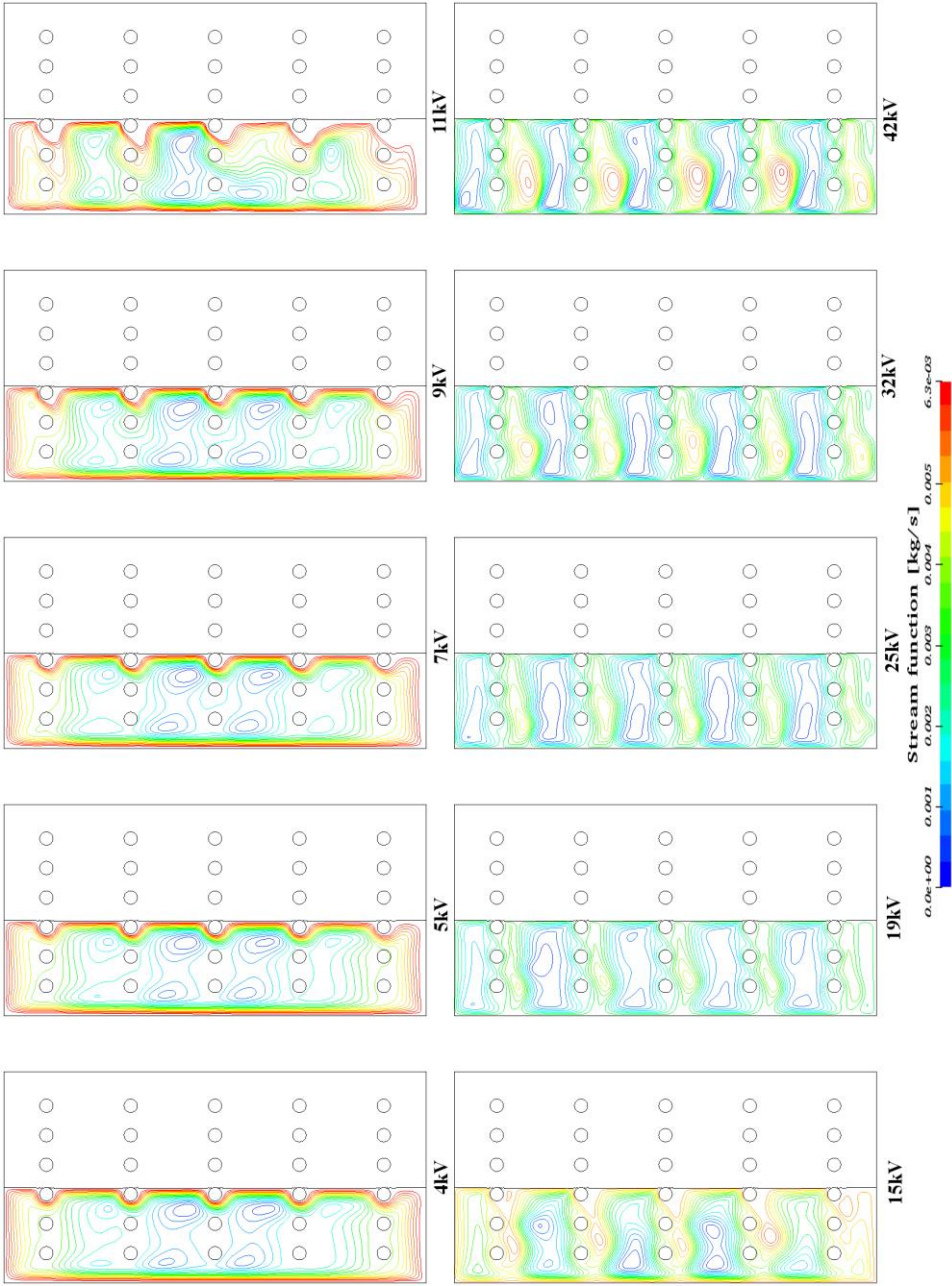 4kV 5kV 7kV 9kV 11kV
15kV 19kV 25kV 32kV 42kV
Stream function [kg/s]
0.0e+00 0.001 0.002 0.003 0.004 0.005 6.3e-03